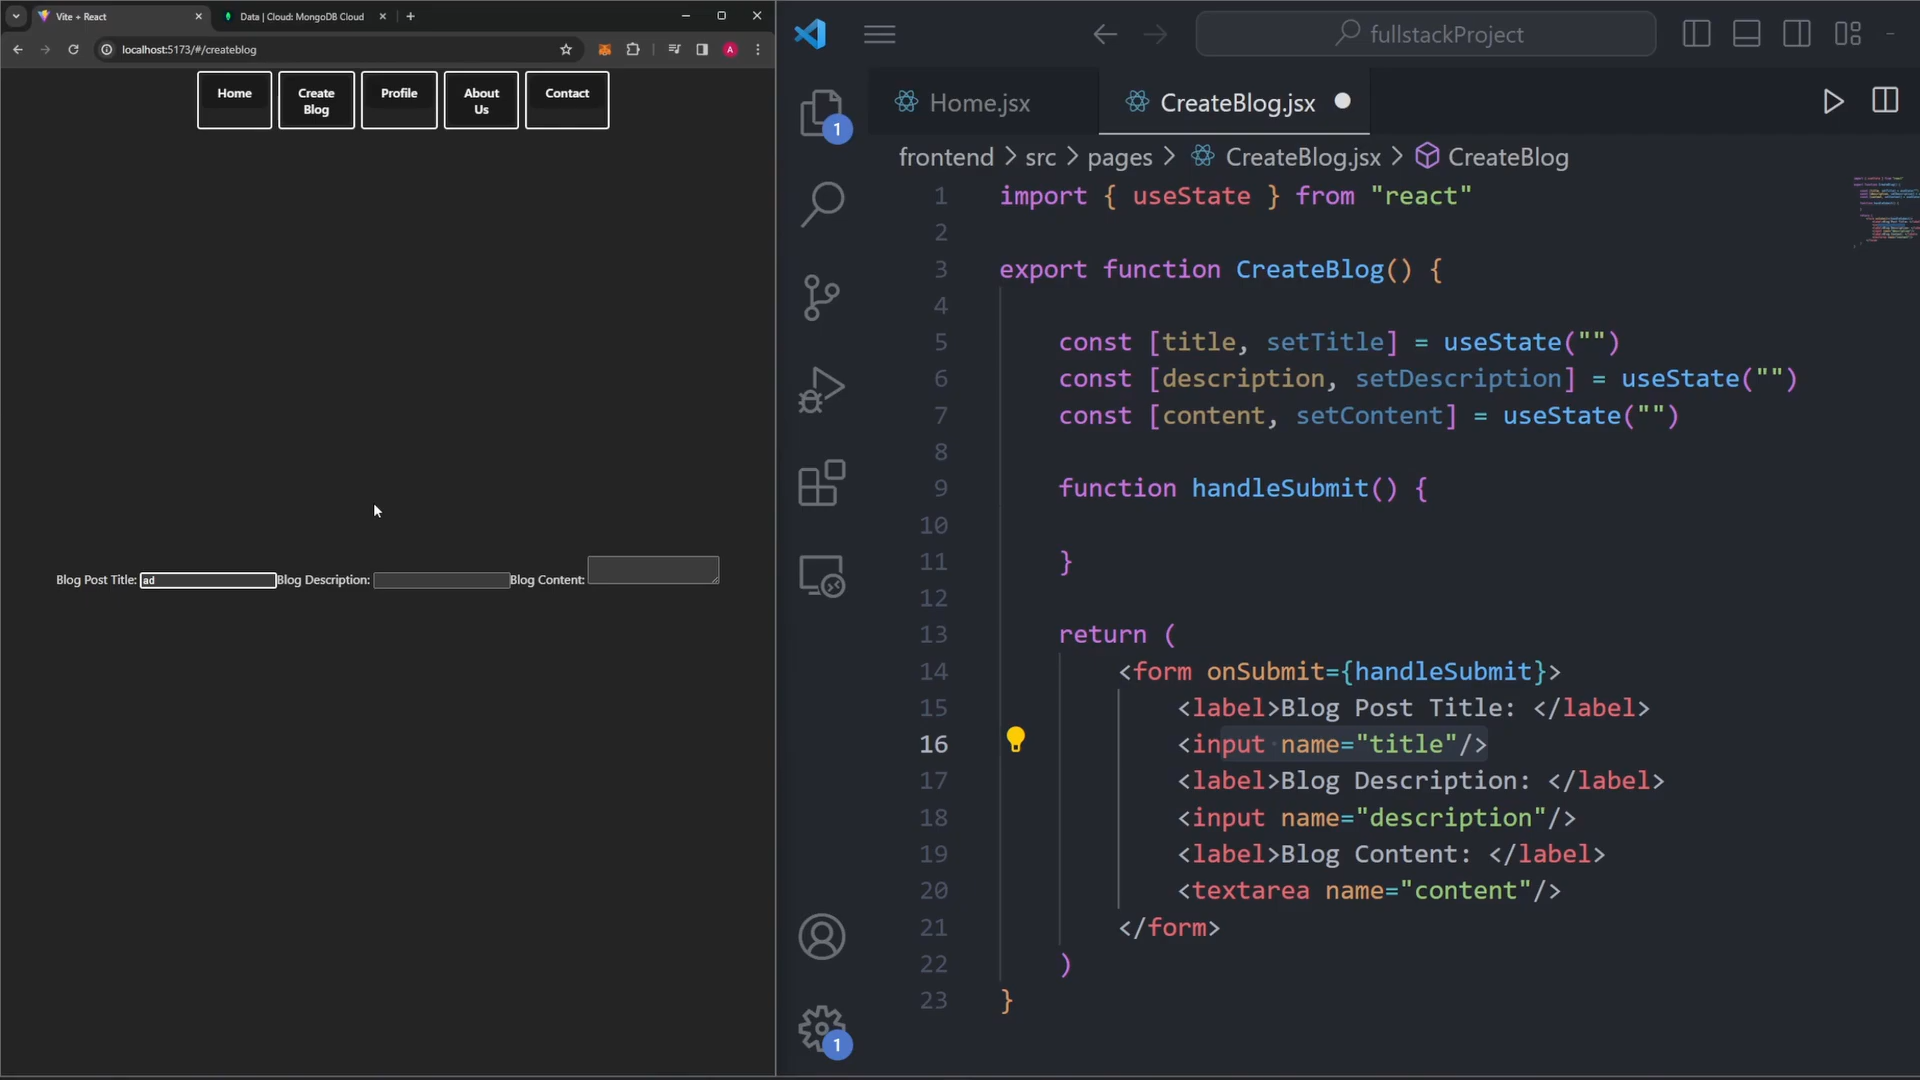 Vite + React
Data | Cloud: MongoDB Cloud
localhost:5173/#/createblog
A
Home
Create
Blog
Profile
About
Us
Contact
Blog Post Title: ad
Blog Description:
Blog Content:
fullstackProject
Home.jsx
CreateBlog.jsx
frontend > src > pages > CreateBlog.jsx > CreateBlog
1
1
1 import { useState } from "react"
2
3 export function CreateBlog() {
4
5 const [title, setTitle] = useState("")
6 const [description, setDescription] = useState("")
7 const [content, setContent] = useState("")
8
9 function handleSubmit() {
10
11 }
12
13 return (
14 <form onSubmit={handleSubmit}>
15 <label>Blog Post Title: </label>
16 <input name="title"/>
17 <label>Blog Description: </label>
18 <input name="description"/>
19 <label>Blog Content: </label>
20 <textarea name="content"/>
21 </form>
22 )
23 }